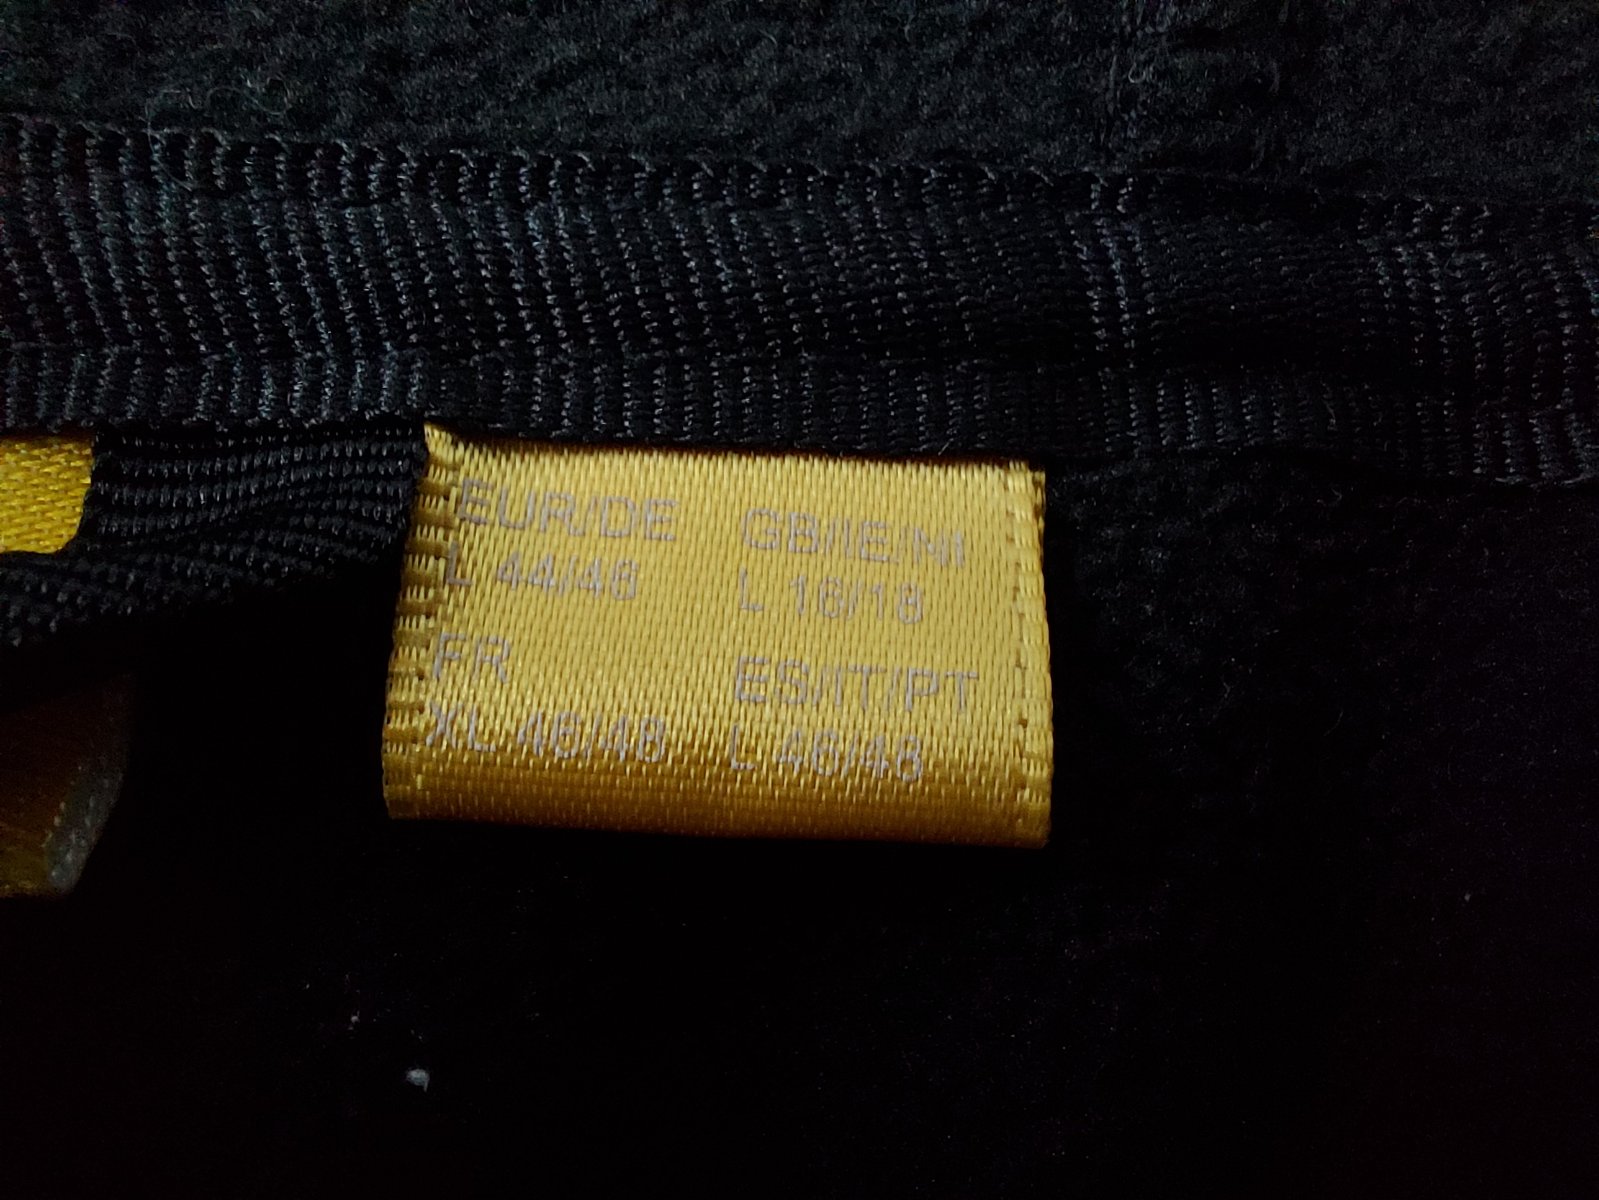 EUR/DE GB/IE/NI
L 44/46 L 16/18
FR ES/IT/PT
XL 46/48 L 46/48